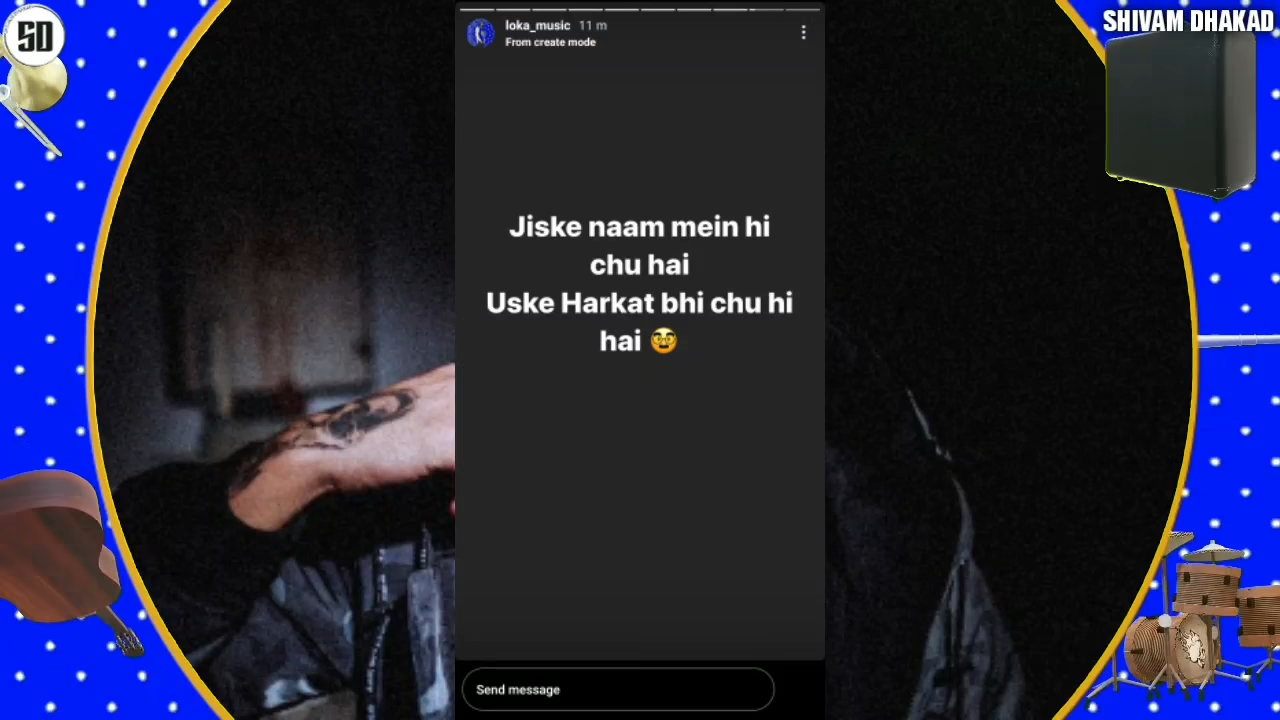 SD
SHIVAM DHAKAD
loka_music 11 m
From create mode
Jiske naam mein hi
chu hai
Uske Harkat bhi chu hi
hai 🥸
Send message